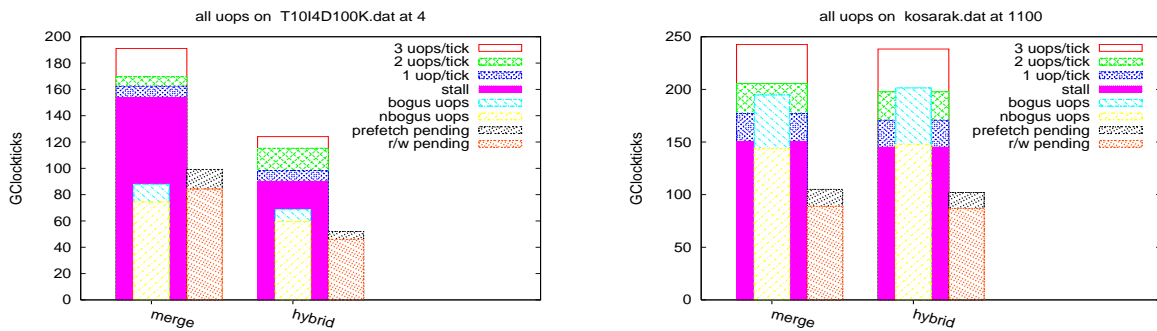 all uops on T10I4D100K.dat at 4
GClockticks
200
180
160
140
120
100
80
60
40
20
0
merge
hybrid
3 uops/tick
2 uops/tick
1 uop/tick
stall
bogus uops
nbogus uops
prefetch pending
r/w pending
all uops on kosarak.dat at 1100
GClockticks
250
200
150
100
50
0
merge
hybrid
3 uops/tick
2 uops/tick
1 uop/tick
stall
bogus uops
nbogus uops
prefetch pending
r/w pending